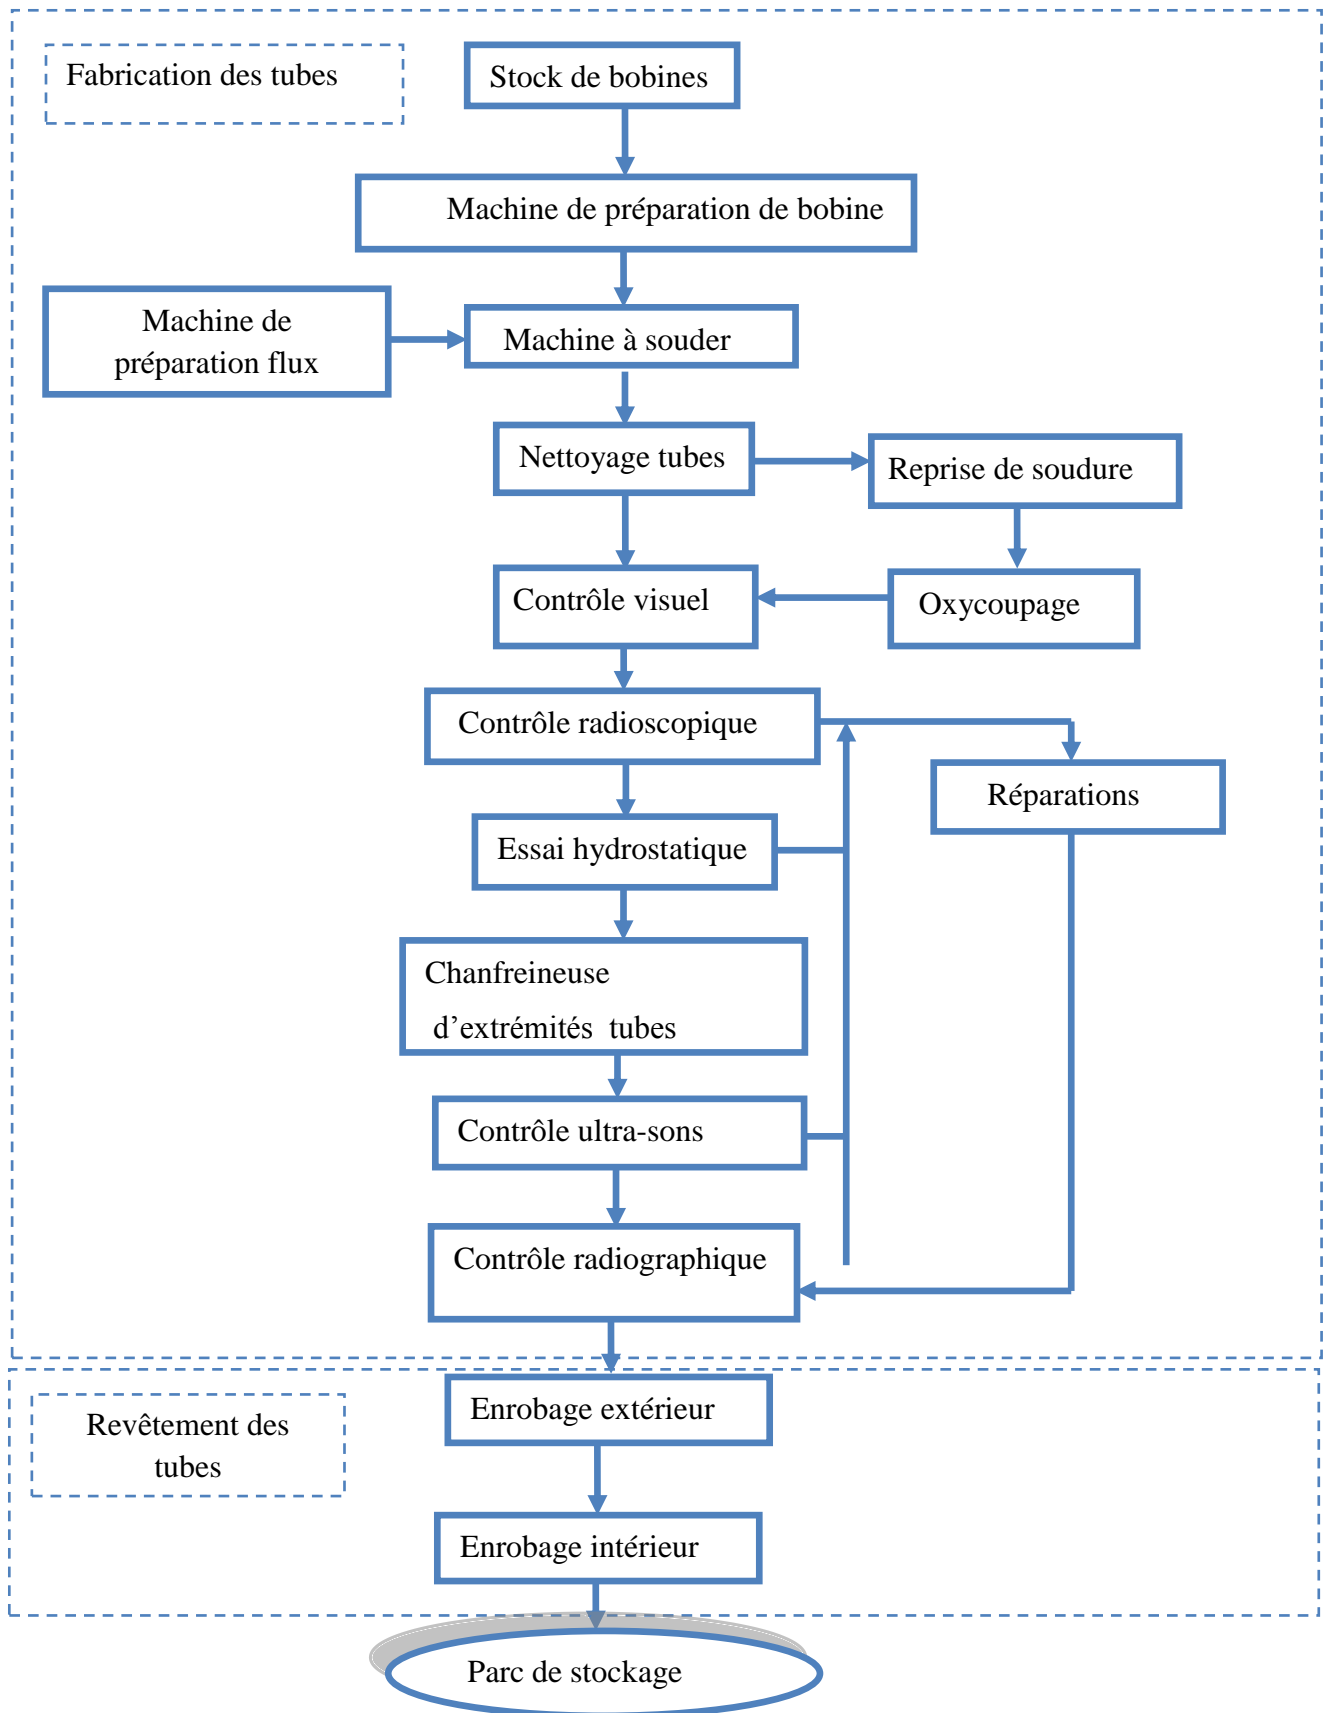 Fabrication des tubes
Stock de bobines
Machine de préparation de bobine
Machine de
préparation flux
Machine à souder
Nettoyage tubes
Reprise de soudure
Contrôle visuel
Oxycoupage
Contrôle radioscopique
Réparations
Essai hydrostatique
Chanfreineuse
d’extrémités tubes
Contrôle ultra-sons
Contrôle radiographique
Enrobage extérieur
Revêtement des
tubes
Enrobage intérieur
Parc de stockage